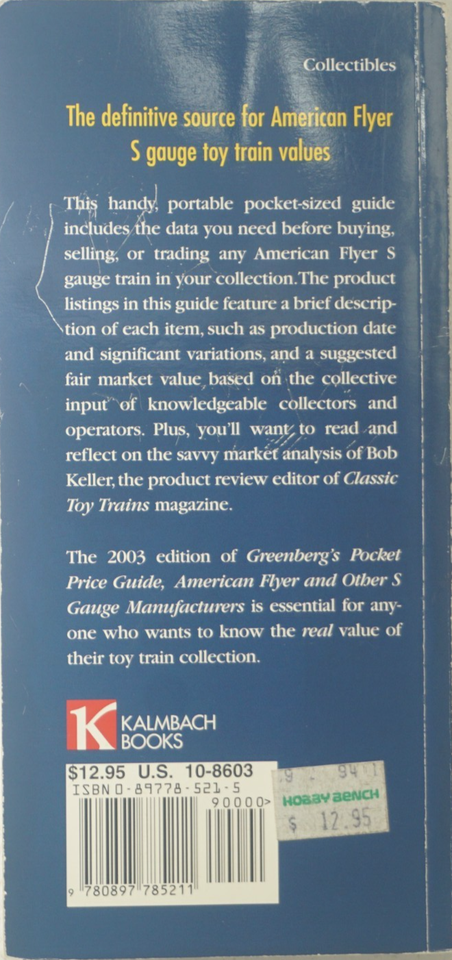 Collectibles
The definitive source for American Flyer
S gauge toy train values
This handy, portable pocket-sized guide
includes the data you need before buying,
selling, or trading any American Flyer S
gauge train in your collection. The product
listings in this guide feature a brief descrip-
tion of each item, such as production date
and significant variations, and a suggested
fair market value based on the collective
input of knowledgeable collectors and
operators. Plus, you'll want to read and
reflect on the savvy market analysis of Bob
Keller, the product review editor of Classic
Toy Trains magazine.
The 2003 edition of Greenberg's Pocket
Price Guide, American Flyer and Other S
Gauge Manufacturers is essential for any-
one who wants to know the real value of
their toy train collection.
K KALMBACH
BOOKS
$12.95 U.S. 10-8603
ISBN 0-89778-521-5
90000>
9 780897 785211
HOBBY BENCH
$ 12.95